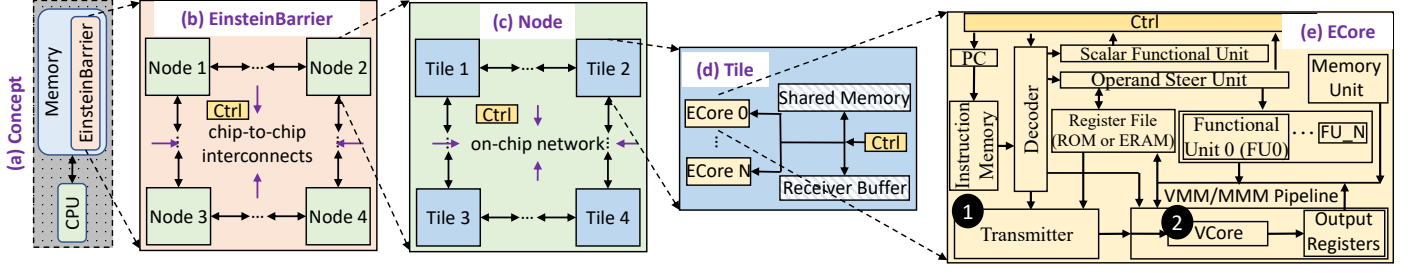 (a) Concept
Memory
EinsteinBarrier
CPU
(b) EinsteinBarrier
Node 1
...
Node 2
Ctrl
chip-to-chip
interconnects
Node 3
...
Node 4
(c) Node
Tile 1
...
Tile 2
Ctrl
on-chip network
Tile 3
...
Tile 4
(d) Tile
ECore 0
...
ECore N
Shared Memory
Ctrl
Receiver Buffer
Ctrl
(e) ECore
PC
Instruction
Memory
Decoder
Scalar Functional Unit
Operand Steer Unit
Memory
Unit
Register File
(ROM or ERAM)
Functional
Unit 0 (FU0)
...
FU_N
VMM/MMM Pipeline
1
Transmitter
2
VCore
Output
Registers